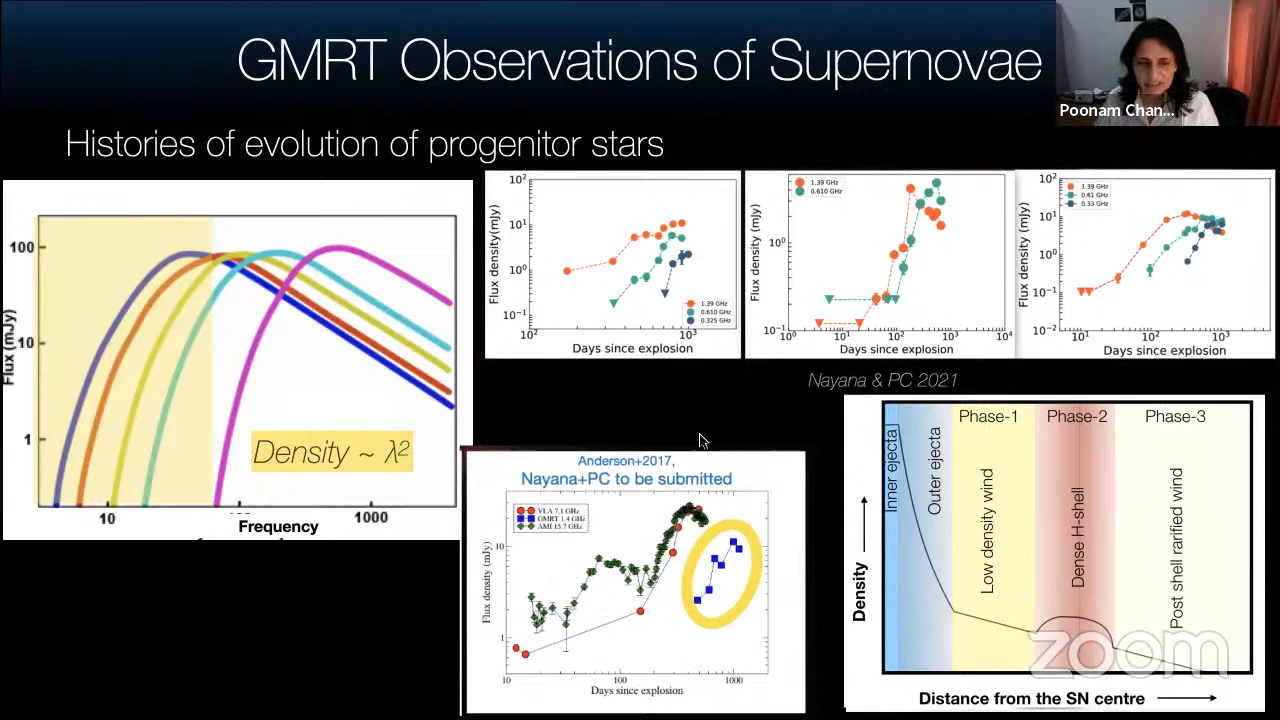 GMRT Observations of Supernovae
Poonam Chan...
Histories of evolution of progenitor stars
Flux (mJy)
100
10
1
Density ~ λ²
10
1000
Frequency
Flux density(mJy)
10²
10¹
10⁰
10⁻¹
1.39 GHz
0.610 GHz
0.325 GHz
10²
10³
Days since explosion
Flux density (mJy)
10⁰
10⁻¹
1.39 GHz
0.610 GHz
10⁰
10¹
10²
10³
10⁴
Days since explosion
Flux density (mJy)
10²
10¹
10⁰
10⁻¹
10⁻²
1.39 GHz
0.61 GHz
0.33 GHz
10¹
10²
10³
Days since explosion
Nayana & PC 2021
Anderson+2017,
Nayana+PC to be submitted
VLA 7.1 GHz
GMRT 1.4 GHz
AMI 15.7 GHz
Flux density (mJy)
10
1
10
100
1000
Days since explosion
Phase-1
Phase-2
Phase-3
Inner ejecta
Outer ejecta
Low density wind
Dense H-shell
Post shell rarified wind
Density
Distance from the SN centre
zoom